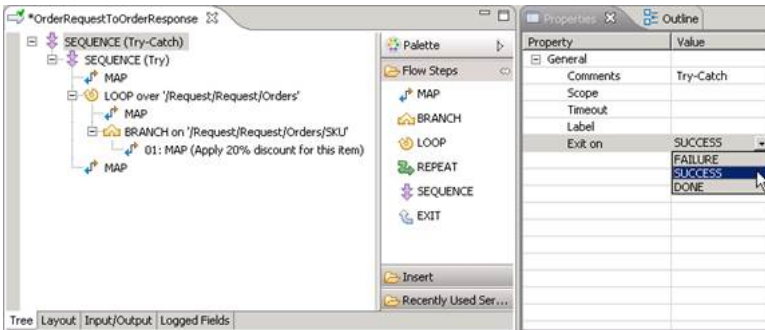 *OrderRequestToOrderResponse
SEQUENCE (Try-Catch)
SEQUENCE (Try)
MAP
LOOP over '/Request/Request/Orders'
MAP
BRANCH on '/Request/Request/Orders/SKU'
01: MAP (Apply 20% discount for this item)
MAP
Tree Layout Input/Output Logged Fields
Palette
Flow Steps
MAP
BRANCH
LOOP
REPEAT
SEQUENCE
EXIT
Insert
Recently Used Ser...
Properties Outline
Property Value
General
Comments Try-Catch
Scope
Timeout
Label
Exit on SUCCESS
FAILURE
SUCCESS
DONE